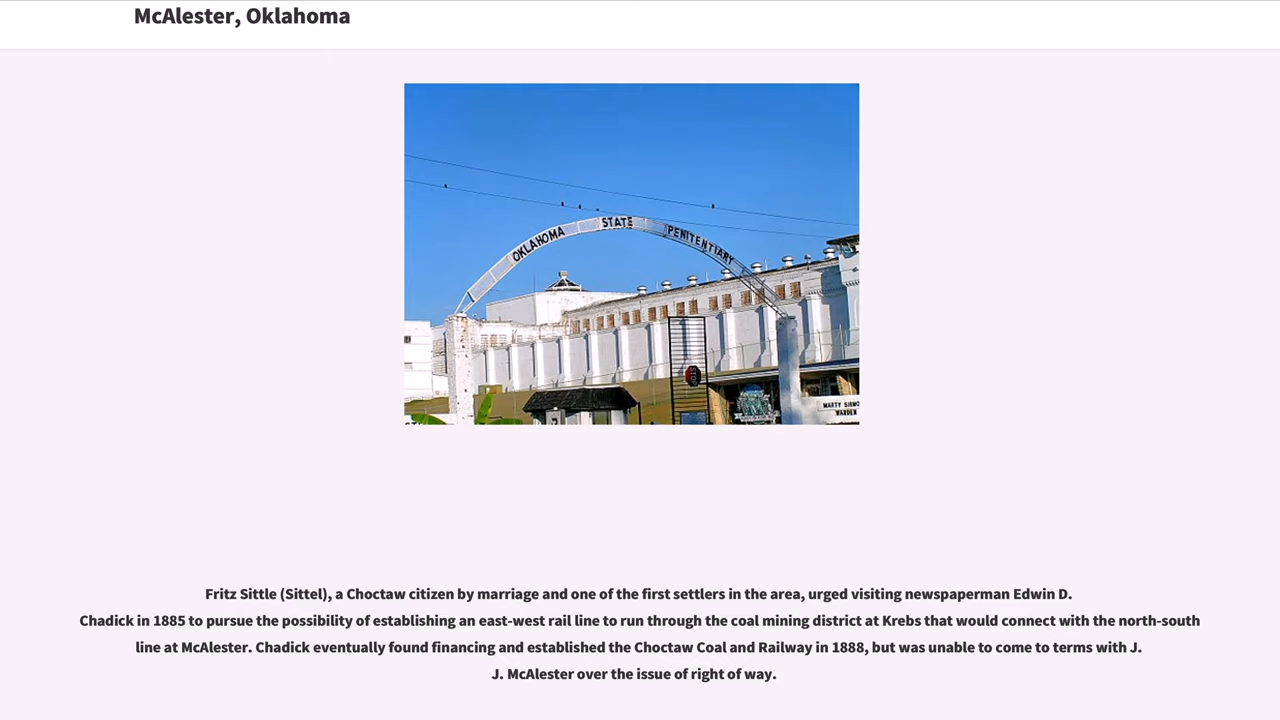 McAlester, Oklahoma
OKLAHOMA STATE PENITENTIARY
STOP
WARDEN
Fritz Sittle (Sittel), a Choctaw citizen by marriage and one of the first settlers in the area, urged visiting newspaperman Edwin D.
Chadick in 1885 to pursue the possibility of establishing an east-west rail line to run through the coal mining district at Krebs that would connect with the north-south
line at McAlester. Chadick eventually found financing and established the Choctaw Coal and Railway in 1888, but was unable to come to terms with J.
J. McAlester over the issue of right of way.